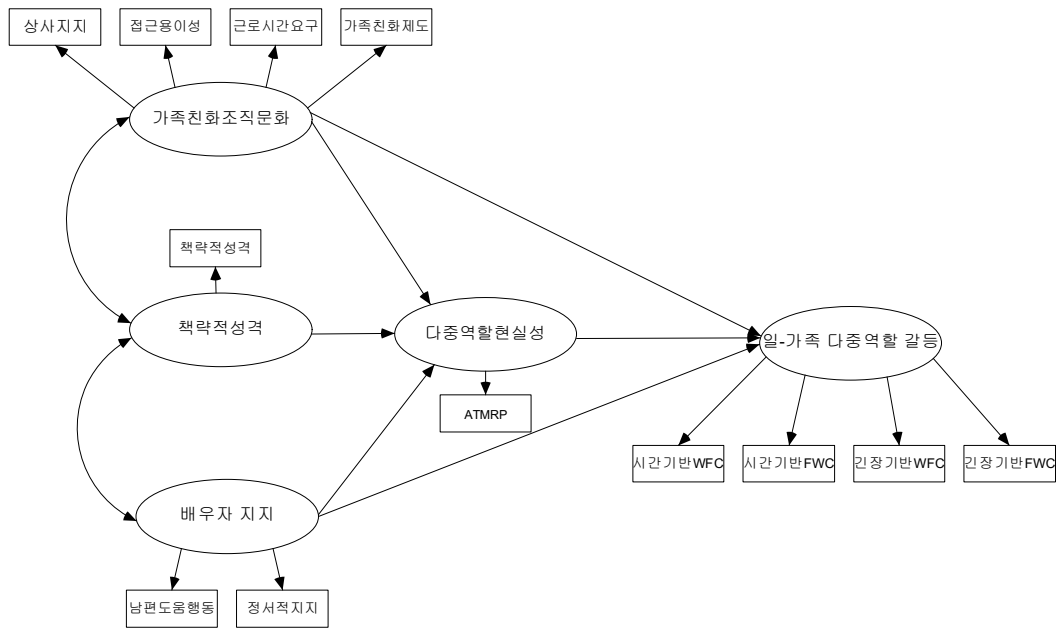 상사지지
접근용이성
근로시간요구
가족친화제도
가족친화조직문화
책략적성격
책략적성격
다중역할현실성
일-가족 다중역할 갈등
ATMRP
시간기반WFC
시간기반FWC
긴장기반WFC
긴장기반FWC
배우자 지지
남편도움행동
정서적지지